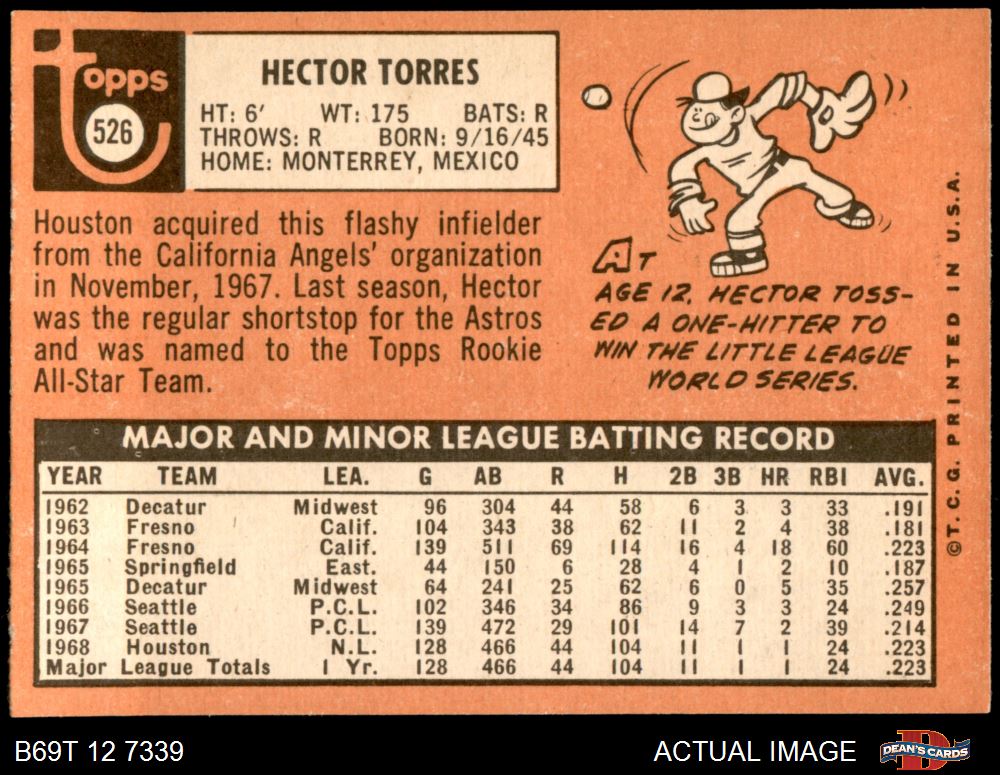 Topps
526
HECTOR TORRES
HT: 6' WT: 175 BATS: R
THROWS: R BORN: 9/16/45
HOME: MONTERREY, MEXICO
Houston acquired this flashy infielder
from the California Angels' organization
in November, 1967. Last season, Hector
was the regular shortstop for the Astros
and was named to the Topps Rookie
All-Star Team.
AT
AGE 12, HECTOR TOSS-
ED A ONE-HITTER TO
WIN THE LITTLE LEAGUE
WORLD SERIES.
©T.C.G. PRINTED IN U.S.A.
MAJOR AND MINOR LEAGUE BATTING RECORD
YEAR TEAM LEA. G AB R H 2B 3B HR RBI AVG.
1962 Decatur Midwest 96 304 44 58 6 3 3 33 .191
1963 Fresno Calif. 104 343 38 62 11 2 4 38 .181
1964 Fresno Calif. 139 511 69 114 16 4 18 60 .223
1965 Springfield East. 44 150 6 28 4 1 2 10 .187
1965 Decatur Midwest 64 241 25 62 6 0 5 35 .257
1966 Seattle P.C.L. 102 346 34 86 9 3 3 24 .249
1967 Seattle P.C.L. 139 472 29 101 14 7 2 39 .214
1968 Houston N.L. 128 466 44 104 11 1 1 24 .223
Major League Totals 1 Yr. 128 466 44 104 11 1 1 24 .223
B69T 12 7339
ACTUAL IMAGE
DEAN'S CARDS